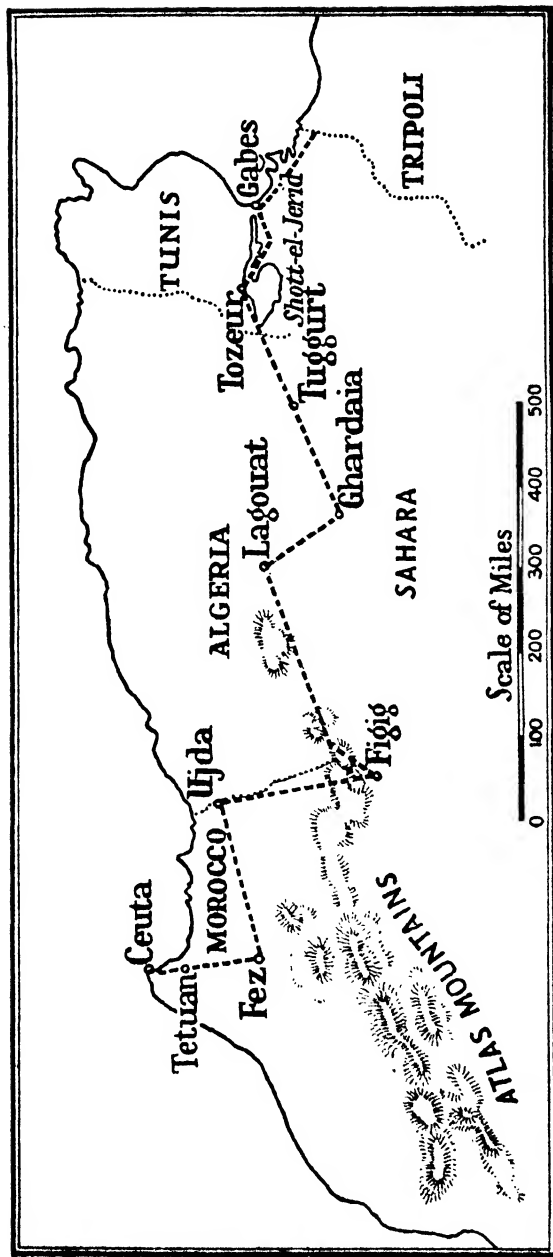 Ceuta
Tetuán
Fez
MOROCCO
Ujda
Figig
ATLAS MOUNTAINS
ALGERIA
Lagouat
Ghardaia
SAHARA
Tuggurt
Tozeur
Shott-el-Jerid
TUNIS
Gabes
TRIPOLI
Scale of Miles
0 100 200 300 400 500